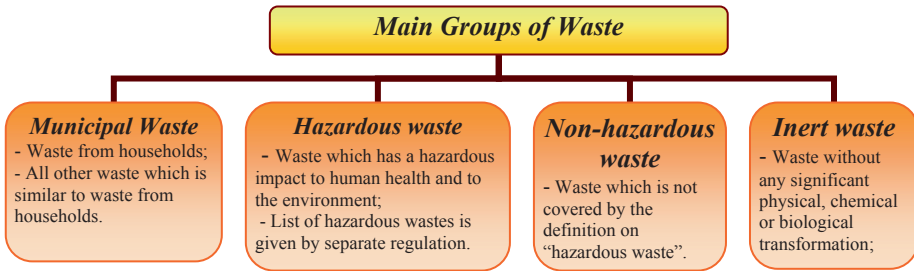 Main Groups of Waste
Municipal Waste
- Waste from households;
- All other waste which is
similar to waste from
households.
Hazardous waste
- Waste which has a hazardous
impact to human health and to
the environment;
- List of hazardous wastes is
given by separate regulation.
Non-hazardous
waste
- Waste which is not
covered by the
definition on
“hazardous waste”.
Inert waste
- Waste without
any significant
physical, chemical
or biological
transformation;